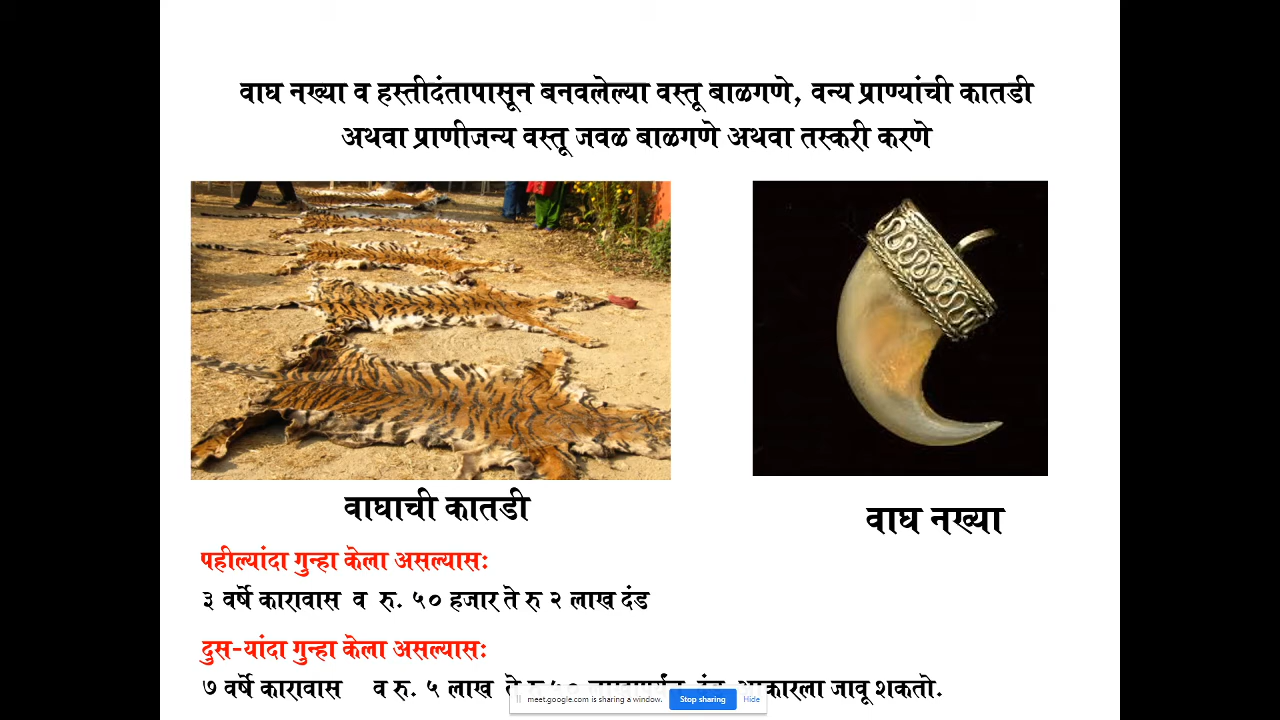 वाघ नख्या व हस्तीदंतापासून बनवलेल्या वस्तू बाळगणे, वन्य प्राण्यांची कातडी
अथवा प्राणीजन्य वस्तू जवळ बाळगणे अथवा तस्करी करणे
वाघाची कातडी
वाघ नख्या
पहील्यांदा गुन्हा केला असल्यास:
३ वर्षे कारावास व रु. ५० हजार ते रु २ लाख दंड
दुस-यांदा गुन्हा केला असल्यास:
७ वर्षे कारावास व रु. ५ लाख ते आकारला जावू शकतो.
meet.google.com is sharing a window. Stop sharing Hide